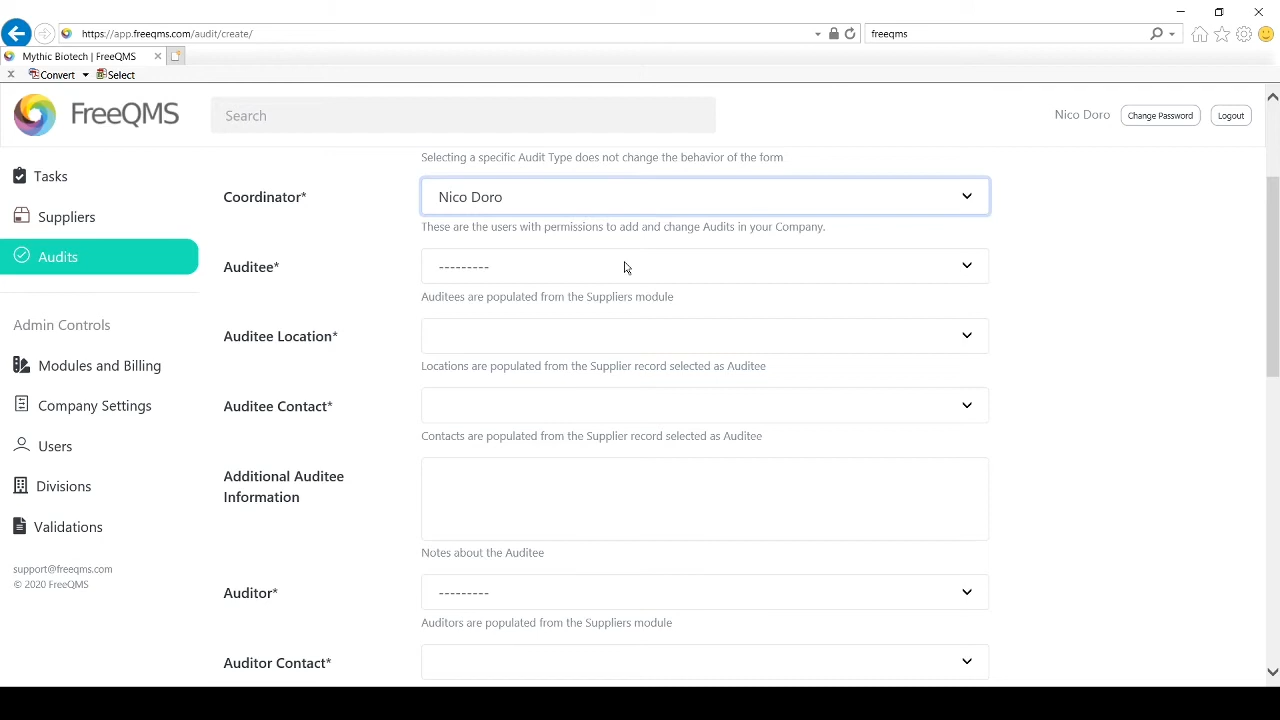 https://app.freeqms.com/audit/create/
freeqms
Mythic Biotech | FreeQMS
Convert
Select
FreeQMS
Search
Nico Doro
Change Password
Logout
Tasks
Suppliers
Audits
Admin Controls
Modules and Billing
Company Settings
Users
Divisions
Validations
support@freeqms.com
© 2020 FreeQMS
Selecting a specific Audit Type does not change the behavior of the form
Coordinator*
Nico Doro
These are the users with permissions to add and change Audits in your Company.
Auditee*
---------
Auditees are populated from the Suppliers module
Auditee Location*
Locations are populated from the Supplier record selected as Auditee
Auditee Contact*
Contacts are populated from the Supplier record selected as Auditee
Additional Auditee
Information
Notes about the Auditee
Auditor*
---------
Auditors are populated from the Suppliers module
Auditor Contact*